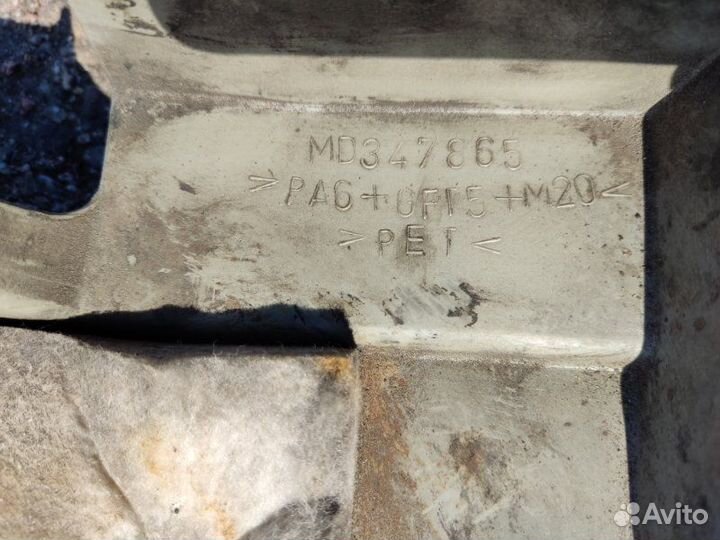 MD347865
>PA6+GF15+M20<
>PET<
Avito